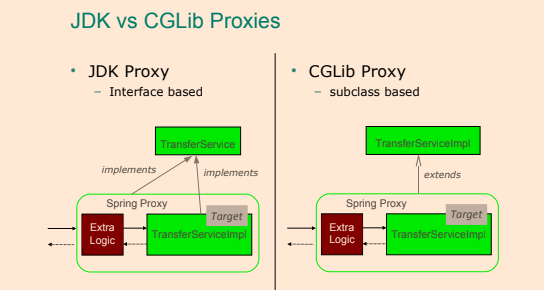 JDK vs CGLib Proxies
• JDK Proxy
– Interface based
TransferService
implements
implements
Spring Proxy
Target
Extra
Logic
TransferServiceImpl
• CGLib Proxy
– subclass based
TransferServiceImpl
extends
Spring Proxy
Target
Extra
Logic
TransferServiceImpl